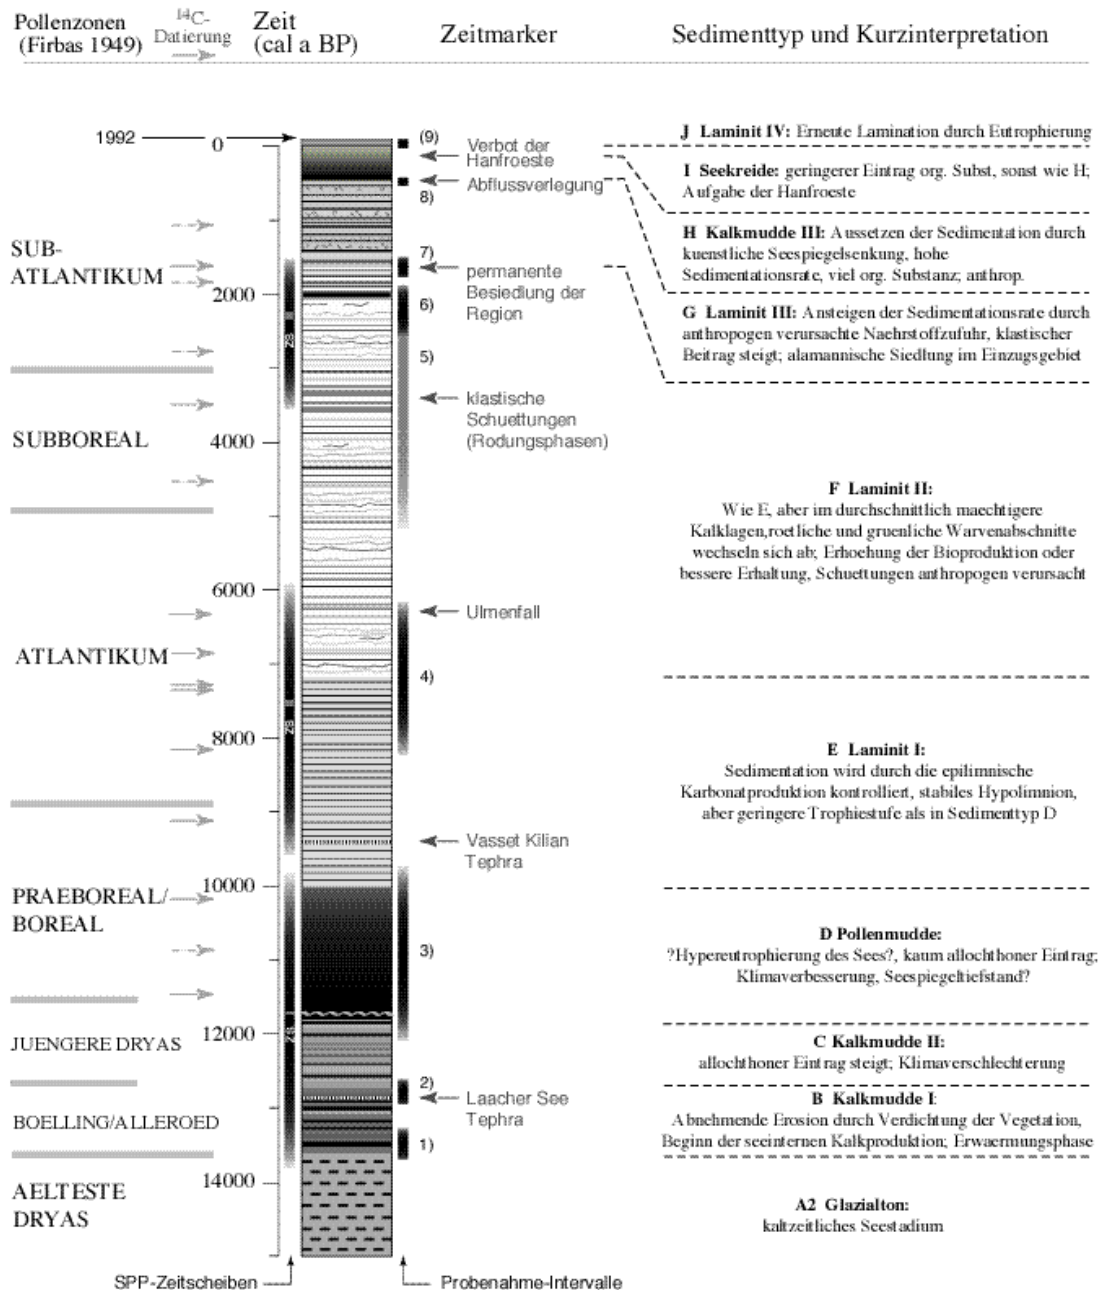 Pollenzonen
(Firbas 1949)
14C-
Datierung
Zeit
(cal a BP)
Zeitmarker
Sedimenttyp und Kurzinterpretation
1992
0
2000
4000
6000
8000
10000
12000
14000
SUB-
ATLANTIKUM
SUBBOREAL
ATLANTIKUM
PRAEBOREAL/
BOREAL
JUENGERE DRYAS
BOELLING/ALLEROED
AELTESTE
DRYAS
ZS
ZS
ZS
(9)
8)
7)
6)
5)
4)
3)
2)
1)
Verbot der
Hanfroeste
Abflussverlegung
permanente
Besiedlung der
Region
klastische
Schuettungen
(Rodungsphasen)
Ulmenfall
Vasset Kilian
Tephra
Laacher See
Tephra
J Laminit IV: Erneute Lamination durch Eutrophierung
I Seekreide: geringerer Eintrag org. Subst, sonst wie H;
Aufgabe der Hanfroeste
H Kalkmudde III: Aussetzen der Sedimentation durch
kuenstliche Seespiegelsenkung, hohe
Sedimentationsrate, viel org. Substanz; anthrop.
G Laminit III: Ansteigen der Sedimentationsrate durch
anthropogen verursachte Naehrstoffzufuhr, klastischer
Beitrag steigt; alamannische Siedlung im Einzugsgebiet
F Laminit II:
Wie E, aber im durchschnittlich maechtigere
Kalklagen,roetliche und gruenliche Warvenabschnitte
wechseln sich ab; Erhoehung der Bioproduktion oder
bessere Erhaltung, Schuettungen anthropogen verursacht
E Laminit I:
Sedimentation wird durch die epilimnische
Karbonatproduktion kontrolliert, stabiles Hypolimnion,
aber geringere Trophiestufe als in Sedimenttyp D
D Pollenmudde:
?Hypereutrophierung des Sees?, kaum allochthoner Eintrag;
Klimaverbesserung, Seespiegeltiefstand?
C Kalkmudde II:
allochthoner Eintrag steigt; Klimaverschlechterung
B Kalkmudde I:
Abnehmende Erosion durch Verdichtung der Vegetation,
Beginn der seeinternen Kalkproduktion; Erwaermungsphase
A2 Glazialton:
kaltzeitliches Seestadium
SPP-Zeitscheiben
Probenahme-Intervalle